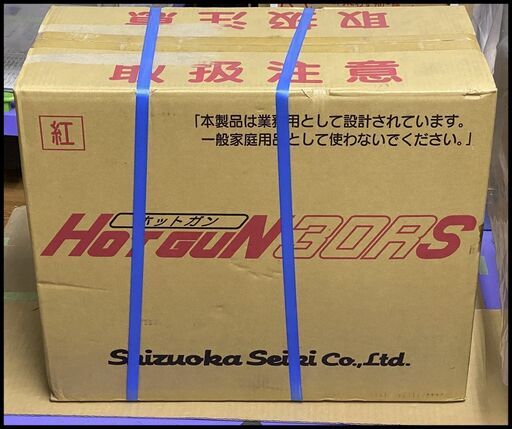 取扱注意
取扱注意
紅
「本製品は業務用として設計されています。
一般家庭用品として使わないでください。」
ホットガン
HOTGUN30RS
Shizuoka Seiki Co.,Ltd.